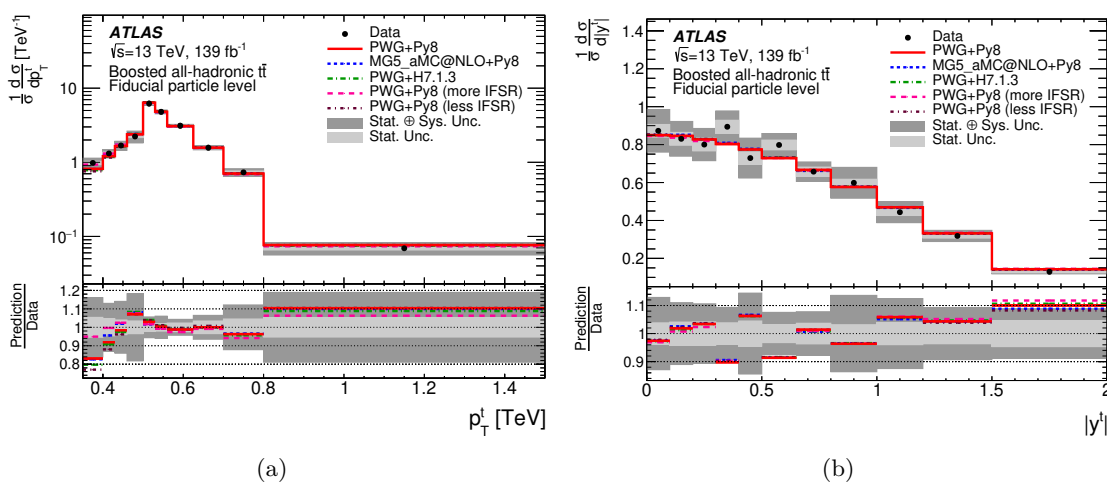 ATLAS
√s=13 TeV, 139 fb⁻¹
Boosted all-hadronic tt̄
Fiducial particle level
Data
PWG+Py8
MG5_aMC@NLO+Py8
PWG+H7.1.3
PWG+Py8 (more IFSR)
PWG+Py8 (less IFSR)
Stat. ⊕ Sys. Unc.
Stat. Unc.
1/σ dσ/dp_T^t [TeV⁻¹]
10
1
10⁻¹
Prediction
Data
1.2
1.1
1
0.9
0.8
0.4 0.6 0.8 1 1.2 1.4
p_T^t [TeV]
(a)
ATLAS
√s=13 TeV, 139 fb⁻¹
Boosted all-hadronic tt̄
Fiducial particle level
Data
PWG+Py8
MG5_aMC@NLO+Py8
PWG+H7.1.3
PWG+Py8 (more IFSR)
PWG+Py8 (less IFSR)
Stat. ⊕ Sys. Unc.
Stat. Unc.
1/σ dσ/d|y^t|
1.4
1.2
1
0.8
0.6
0.4
0.2
Prediction
Data
1.1
1
0.9
0 0.5 1 1.5 2
|y^t|
(b)